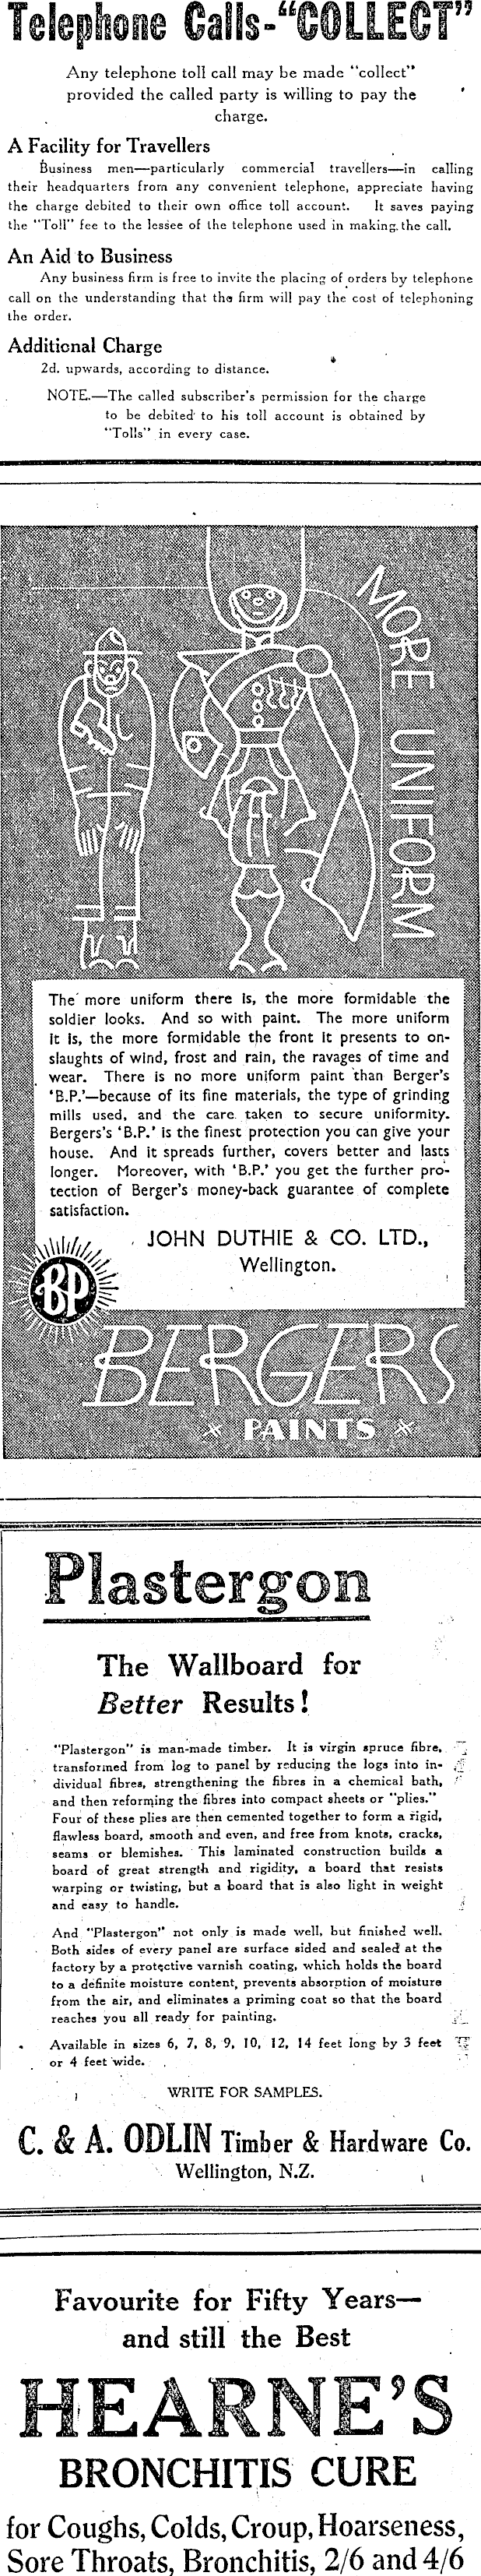 Telephone Calls-"COLLECT"
Any telephone toll call may be made "collect"
provided the called party is willing to pay the
charge.
A Facility for Travellers
Business men—particularly commercial travellers—in calling
their headquarters from any convenient telephone, appreciate having
the charge debited to their own office toll account. It saves paying
the "Toll" fee to the lessee of the telephone used in making the call.
An Aid to Business
Any business firm is free to invite the placing of orders by telephone
call on the understanding that the firm will pay the cost of telephoning
the order.
Additional Charge
2d. upwards, according to distance.
NOTE.—The called subscriber's permission for the charge
to be debited to his toll account is obtained by
"Tolls" in every case.
MORE UNIFORM
The more uniform there is, the more formidable the
soldier looks. And so with paint. The more uniform
it is, the more formidable the front it presents to on-
slaughts of wind, frost and rain, the ravages of time and
wear. There is no more uniform paint than Berger's
'B.P.'—because of its fine materials, the type of grinding
mills used, and the care taken to secure uniformity.
Bergers's 'B.P.' is the finest protection you can give your
house. And it spreads further, covers better and lasts
longer. Moreover, with 'B.P.' you get the further pro-
tection of Berger's money-back guarantee of complete
satisfaction.
JOHN DUTHIE & CO. LTD.,
Wellington.
BP
BERGERS
PAINTS
Plastergon
The Wallboard for
Better Results!
"Plastergon" is man-made timber. It is virgin spruce fibre,
transformed from log to panel by reducing the logs into in-
dividual fibres, strengthening the fibres in a chemical bath,
and then reforming the fibres into compact sheets or "plies."
Four of these plies are then cemented together to form a rigid,
flawless board, smooth and even, and free from knots, cracks,
seams or blemishes. This laminated construction builds a
board of great strength and rigidity, a board that resists
warping or twisting, but a board that is also light in weight
and easy to handle.
And "Plastergon" not only is made well, but finished well.
Both sides of every panel are surface sided and sealed at the
factory by a protective varnish coating, which holds the board
to a definite moisture content, prevents absorption of moisture
from the air, and eliminates a priming coat so that the board
reaches you all ready for painting.
Available in sizes 6, 7, 8, 9, 10, 12, 14 feet long by 3 feet
or 4 feet wide.
WRITE FOR SAMPLES.
C. & A. ODLIN Timber & Hardware Co.
Wellington, N.Z.
Favourite for Fifty Years—
and still the Best
HEARNE'S
BRONCHITIS CURE
for Coughs, Colds, Croup, Hoarseness,
Sore Throats, Bronchitis, 2/6 and 4/6